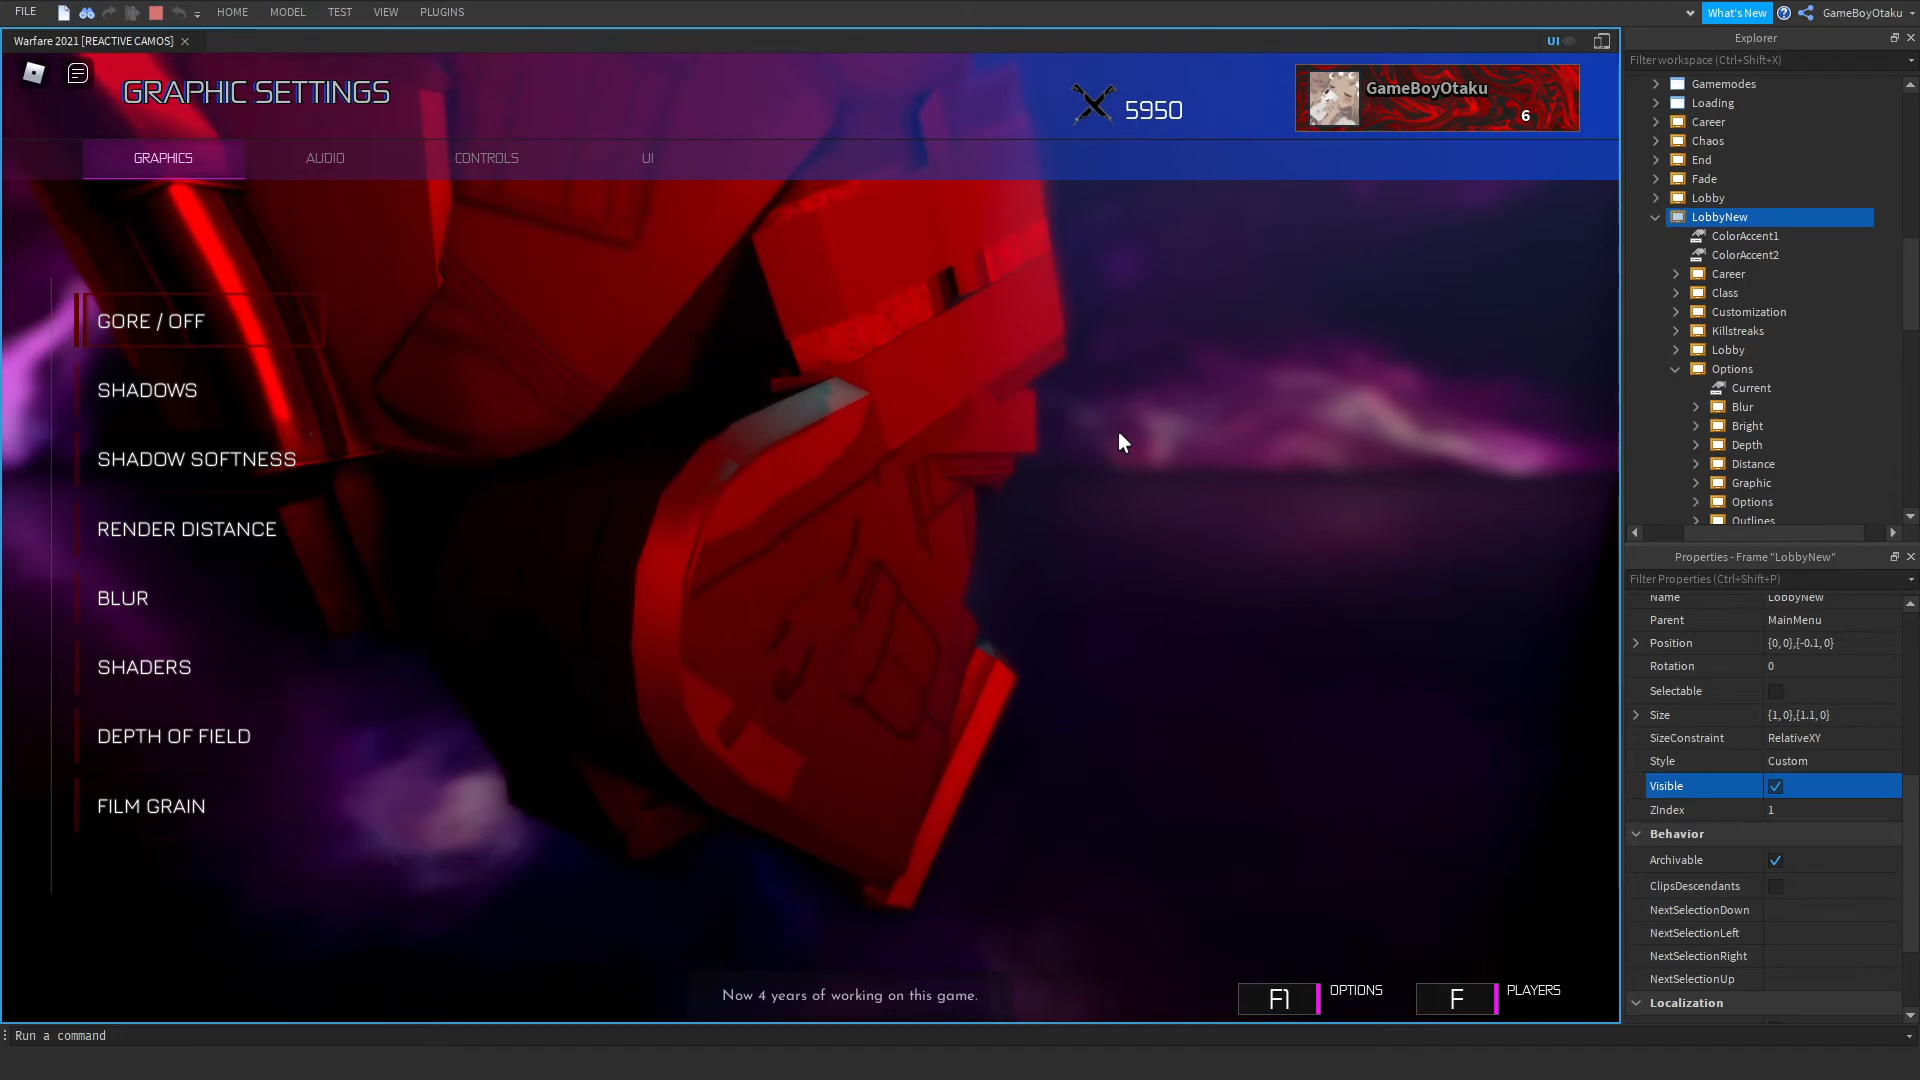 FILE
HOME
MODEL
TEST
VIEW
PLUGINS
What's New
GameBoyOtaku
Warfare 2021 [REACTIVE CAMOS]
UI
GRAPHIC SETTINGS
5950
GameBoyOtaku
6
GRAPHICS
AUDIO
CONTROLS
UI
GORE / OFF
SHADOWS
SHADOW SOFTNESS
RENDER DISTANCE
BLUR
SHADERS
DEPTH OF FIELD
FILM GRAIN
Now 4 years of working on this game.
F1
OPTIONS
F
PLAYERS
Run a command
Explorer
Filter workspace (Ctrl+Shift+X)
Gamemodes
Loading
Career
Chaos
End
Fade
Lobby
LobbyNew
ColorAccent1
ColorAccent2
Career
Class
Customization
Killstreaks
Lobby
Options
Current
Blur
Bright
Depth
Distance
Graphic
Options
Outlines
Properties - Frame "LobbyNew"
Filter Properties (Ctrl+Shift+P)
Name LobbyNew
Parent MainMenu
Position {0, 0},{-0.1, 0}
Rotation 0
Selectable
Size {1, 0},{1.1, 0}
SizeConstraint RelativeXY
Style Custom
Visible
ZIndex 1
Behavior
Archivable
ClipsDescendants
NextSelectionDown
NextSelectionLeft
NextSelectionRight
NextSelectionUp
Localization